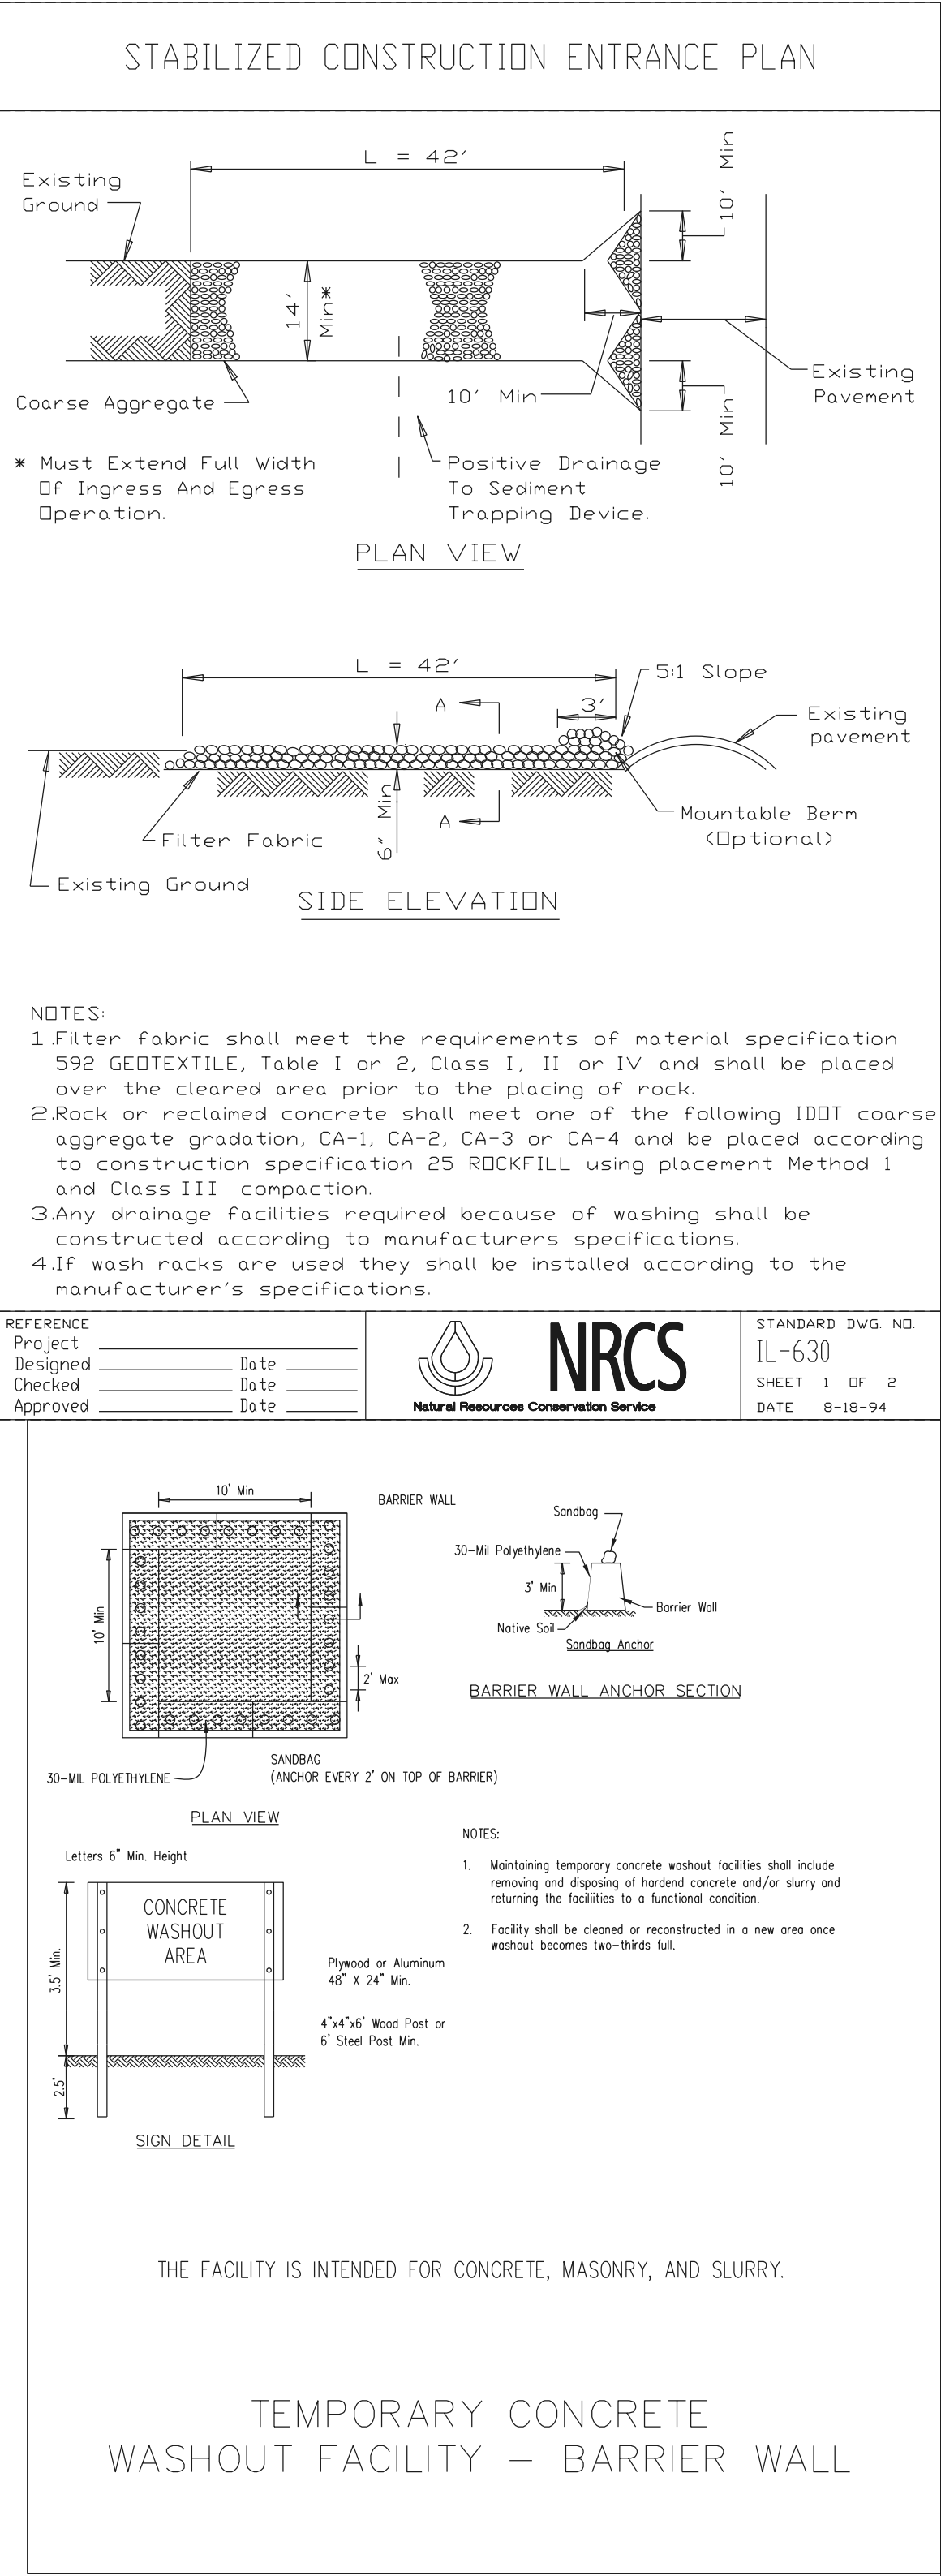 STABILIZED CONSTRUCTION ENTRANCE PLAN
L = 42'
10' Min
Existing
Ground
14'
Min*
Coarse Aggregate
10' Min
Existing
Pavement
10' Min
* Must Extend Full Width
Of Ingress And Egress
Operation.
Positive Drainage
To Sediment
Trapping Device.
PLAN VIEW
L = 42'
5:1 Slope
A
3'
Existing
pavement
Mountable Berm
(Optional)
A
6" Min
Filter Fabric
Existing Ground
SIDE ELEVATION
NOTES:
1.Filter fabric shall meet the requirements of material specification
592 GEOTEXTILE, Table I or 2, Class I, II or IV and shall be placed
over the cleared area prior to the placing of rock.
2.Rock or reclaimed concrete shall meet one of the following IDOT coarse
aggregate gradation, CA-1, CA-2, CA-3 or CA-4 and be placed according
to construction specification 25 ROCKFILL using placement Method 1
and Class III compaction.
3.Any drainage facilities required because of washing shall be
constructed according to manufacturers specifications.
4.If wash racks are used they shall be installed according to the
manufacturer's specifications.
REFERENCE
Project
Designed Date
Checked Date
Approved Date
NRCS
Natural Resources Conservation Service
STANDARD DWG. NO.
IL-630
SHEET 1 OF 2
DATE 8-18-94
10' Min
BARRIER WALL
10' Min
2' Max
SANDBAG
(ANCHOR EVERY 2' ON TOP OF BARRIER)
30-MIL POLYETHYLENE
PLAN VIEW
Sandbag
30-Mil Polyethylene
3' Min
Barrier Wall
Native Soil
Sandbag Anchor
BARRIER WALL ANCHOR SECTION
Letters 6" Min. Height
CONCRETE
WASHOUT
AREA
3.5' Min.
2.5'
Plywood or Aluminum
48" X 24" Min.
4"x4"x6' Wood Post or
6' Steel Post Min.
SIGN DETAIL
NOTES:
1. Maintaining temporary concrete washout facilities shall include
removing and disposing of hardend concrete and/or slurry and
returning the faciliities to a functional condition.
2. Facility shall be cleaned or reconstructed in a new area once
washout becomes two-thirds full.
THE FACILITY IS INTENDED FOR CONCRETE, MASONRY, AND SLURRY.
TEMPORARY CONCRETE
WASHOUT FACILITY – BARRIER WALL